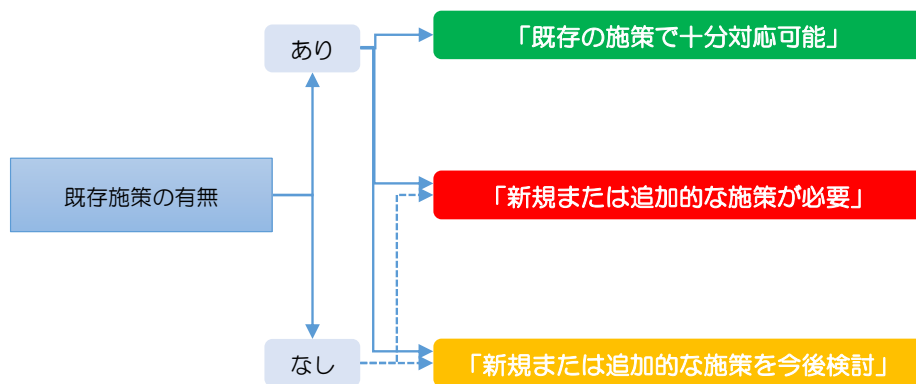 あり
「既存の施策で十分対応可能」
既存施策の有無
「新規または追加的な施策が必要」
なし
「新規または追加的な施策を今後検討」